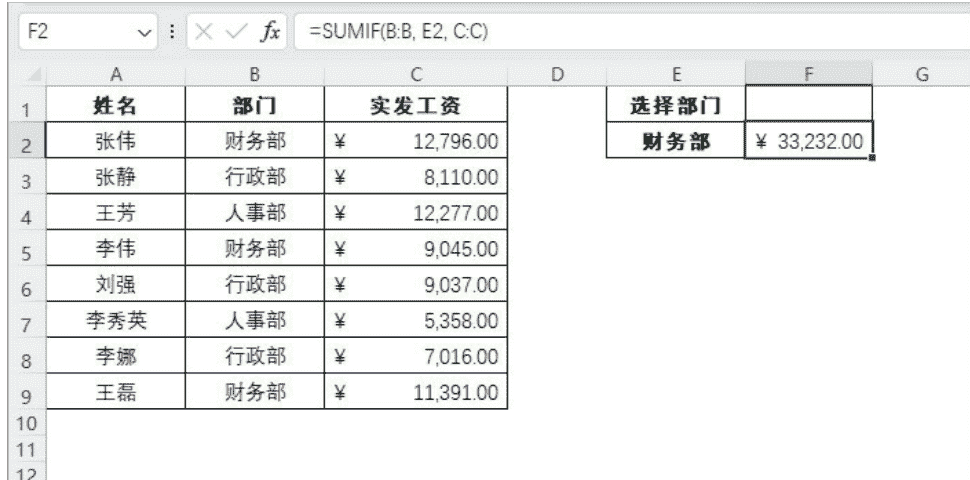 F2 fx =SUMIF(B:B, E2, C:C)
A B C D E F G
1 姓名 部门 实发工资 选择部门
2 张伟 财务部 ¥ 12,796.00 财务部 ¥ 33,232.00
3 张静 行政部 ¥ 8,110.00
4 王芳 人事部 ¥ 12,277.00
5 李伟 财务部 ¥ 9,045.00
6 刘强 行政部 ¥ 9,037.00
7 李秀英 人事部 ¥ 5,358.00
8 李娜 行政部 ¥ 7,016.00
9 王磊 财务部 ¥ 11,391.00
10
11
12